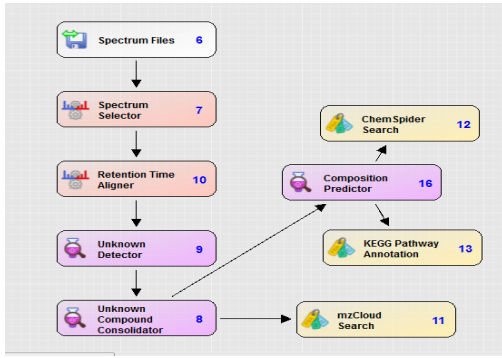 Spectrum Files 6
Spectrum
Selector 7
ChemSpider
Search 12
Retention Time
Aligner 10
Composition
Predictor 16
Unknown
Detector 9
KEGG Pathway
Annotation 13
Unknown
Compound
Consolidator 8
mzCloud
Search 11